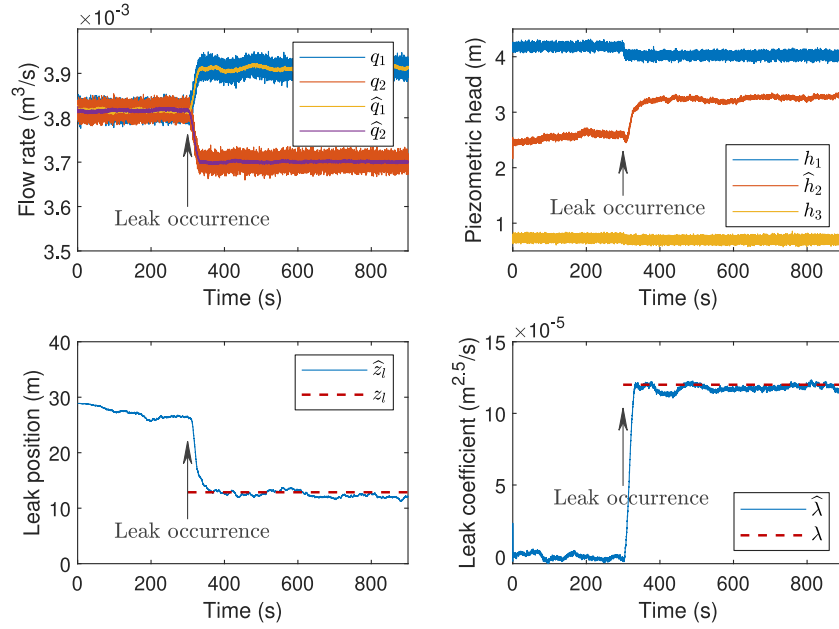 ×10⁻³
3.9
3.8
3.7
3.6
3.5
0 200 400 600 800
Flow rate (m³/s)
Time (s)
q₁
q₂
q̂₁
q̂₂
Leak occurrence
4
3
2
1
0 200 400 600 800
Piezometric head (m)
Time (s)
h₁
ĥ₂
h₃
Leak occurrence
40
30
20
10
0
0 200 400 600 800
Leak position (m)
Time (s)
ẑₗ
zₗ
Leak occurrence
×10⁻⁵
15
10
5
0
0 200 400 600 800
Leak coefficient (m²·⁵/s)
Time (s)
λ̂
λ
Leak occurrence